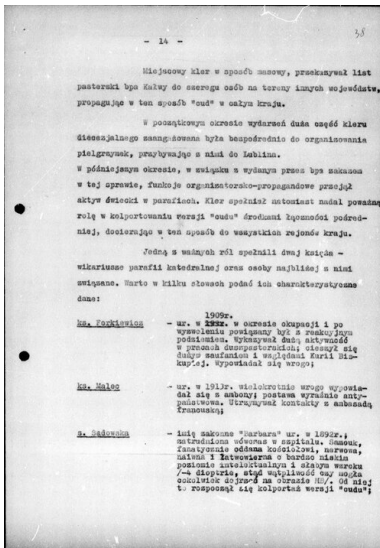 38
- 14 -
Miejscowy kler w sposób masowy, przekazywał list
pasterski bpa Kałwy do szeregu osób na tereny innych województw,
propagując w ten sposób "cud" w całym kraju.
W początkowym okresie wydarzeń duża część kleru
diecezjalnego zaangażowana była bezpośrednio do organizowania
pielgrzymek, przybywając z nimi do Lublina.
W późniejszym okresie, w związku z wydanym przez bpa zakazem
w tej sprawie, funkcje organizatorsko-propagandowe przejął
aktyw świecki w parafiach. Kler spełniał natomiast nadal poważną
rolę w kolportowaniu wersji "cudu" środkami łączności pośred-
niej, docierając w ten sposób do wszystkich rejonów kraju.
Jedną z ważnych ról spełnili dwaj księża -
wikariusze parafii katedralnej oraz osoby najbliżej z nimi
związane. Warto w kilku słowach podać ich charakterystyczne
dane:
1909r.
ks. Forkiewicz - ur. w w okresie okupacji i po
wyzwoleniu powiązany był z reakcyjnym
podziemiem. Wykazywał dużą aktywność
w pracach duszpasterskich; cieszył się
dużym zaufaniem i względami Kurii Bis-
kupiej. Wypowiadał się wrogo;
ks. Malec - ur. w 1913r. wielokrotnie wrogo wypowia-
dał się z ambony; postawa wyraźnie anty-
państwowa. Utrzymywał kontakty z ambasadą
francuską;
s. Sadowska - imię zakonne "Barbara" ur. w 1892r.;
zatrudniona wówczas w szpitalu.
fanatycznie oddana kościołowi, nerwowa,
naiwna i łatwowierna o bardzo niskim
poziomie intelektualnym i słabym wzroku
/-4 dioptrie, stąd wątpliwość czy mogła
cokolwiek dojrzeć na obrazie MB/. Od niej
to rozpoczął się kolportaż wersji "cudu";